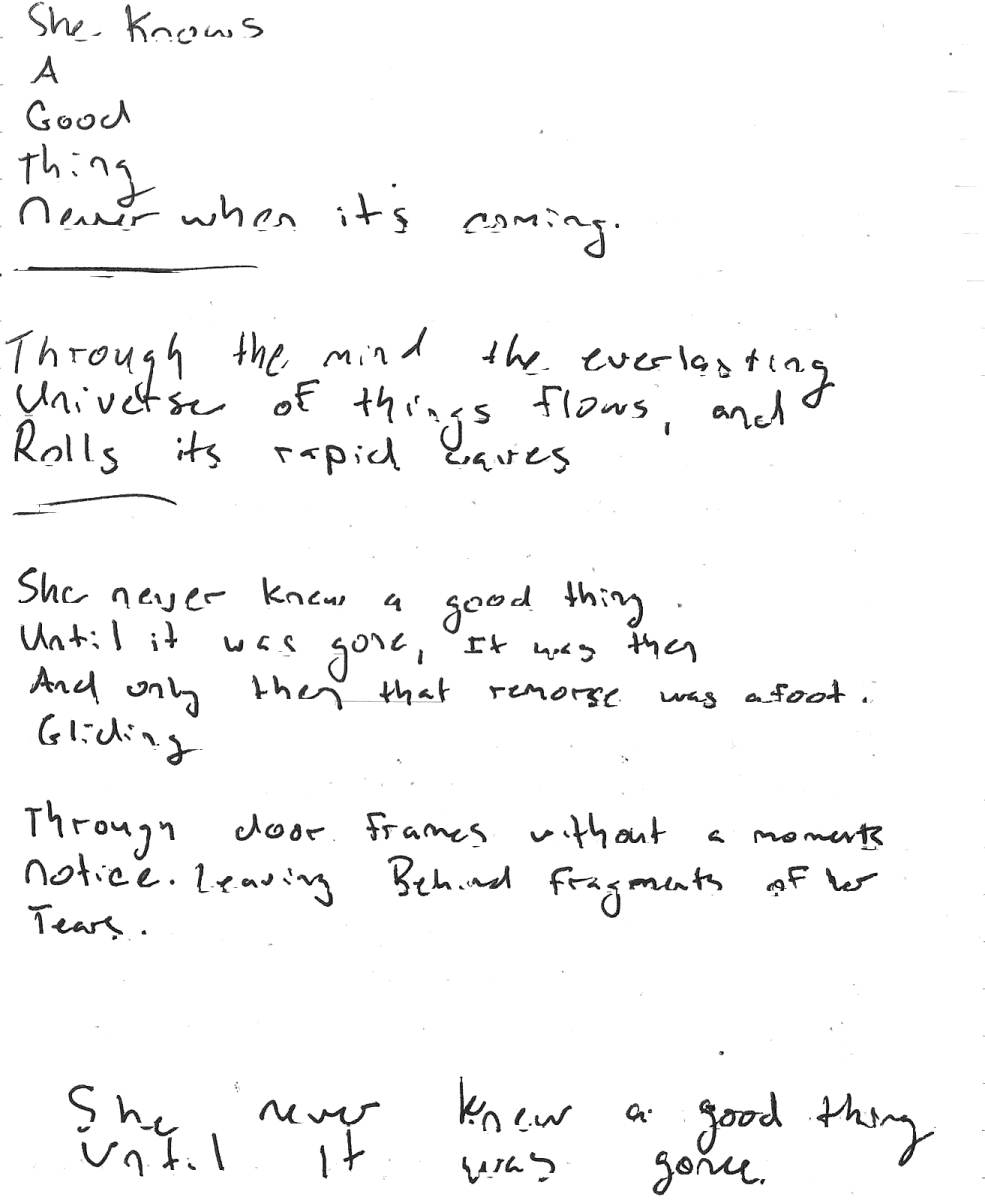 She Knows
A
Good
Thing
Never when it's coming.
Through the mind the everlasting
Universe of things flows, and
Rolls its rapid waves
She never knew a good thing.
Until it was gone, It was then
And only then that remorse was afoot.
Gliding
Through door frames without a moments
Notice. Leaving Behind fragments of her
Tears.
She never knew a good thing
Until It was gone.